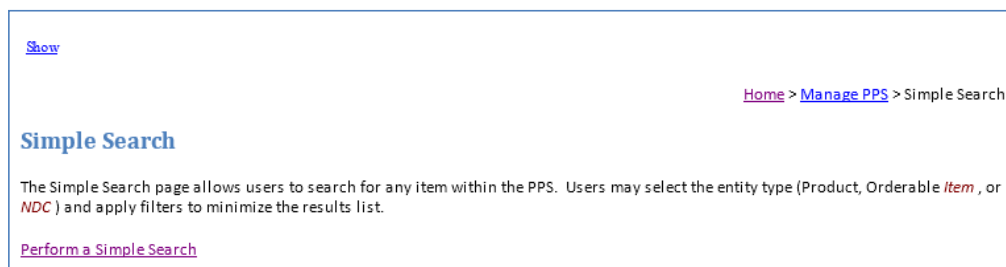 Show
Home > Manage PPS > Simple Search
Simple Search
The Simple Search page allows users to search for any item within the PPS.  Users may select the entity type (Product, Orderable Item , or
NDC ) and apply filters to minimize the results list.
Perform a Simple Search